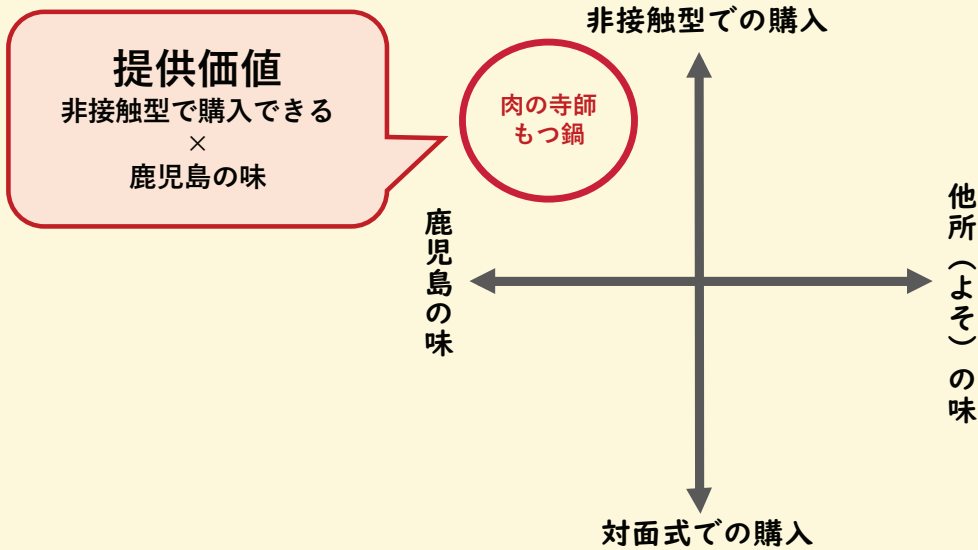 非接触型での購入
提供価値
非接触型で購入できる
×
鹿児島の味
肉の寺師
もつ鍋
鹿児島の味
他所（よそ）の味
対面式での購入